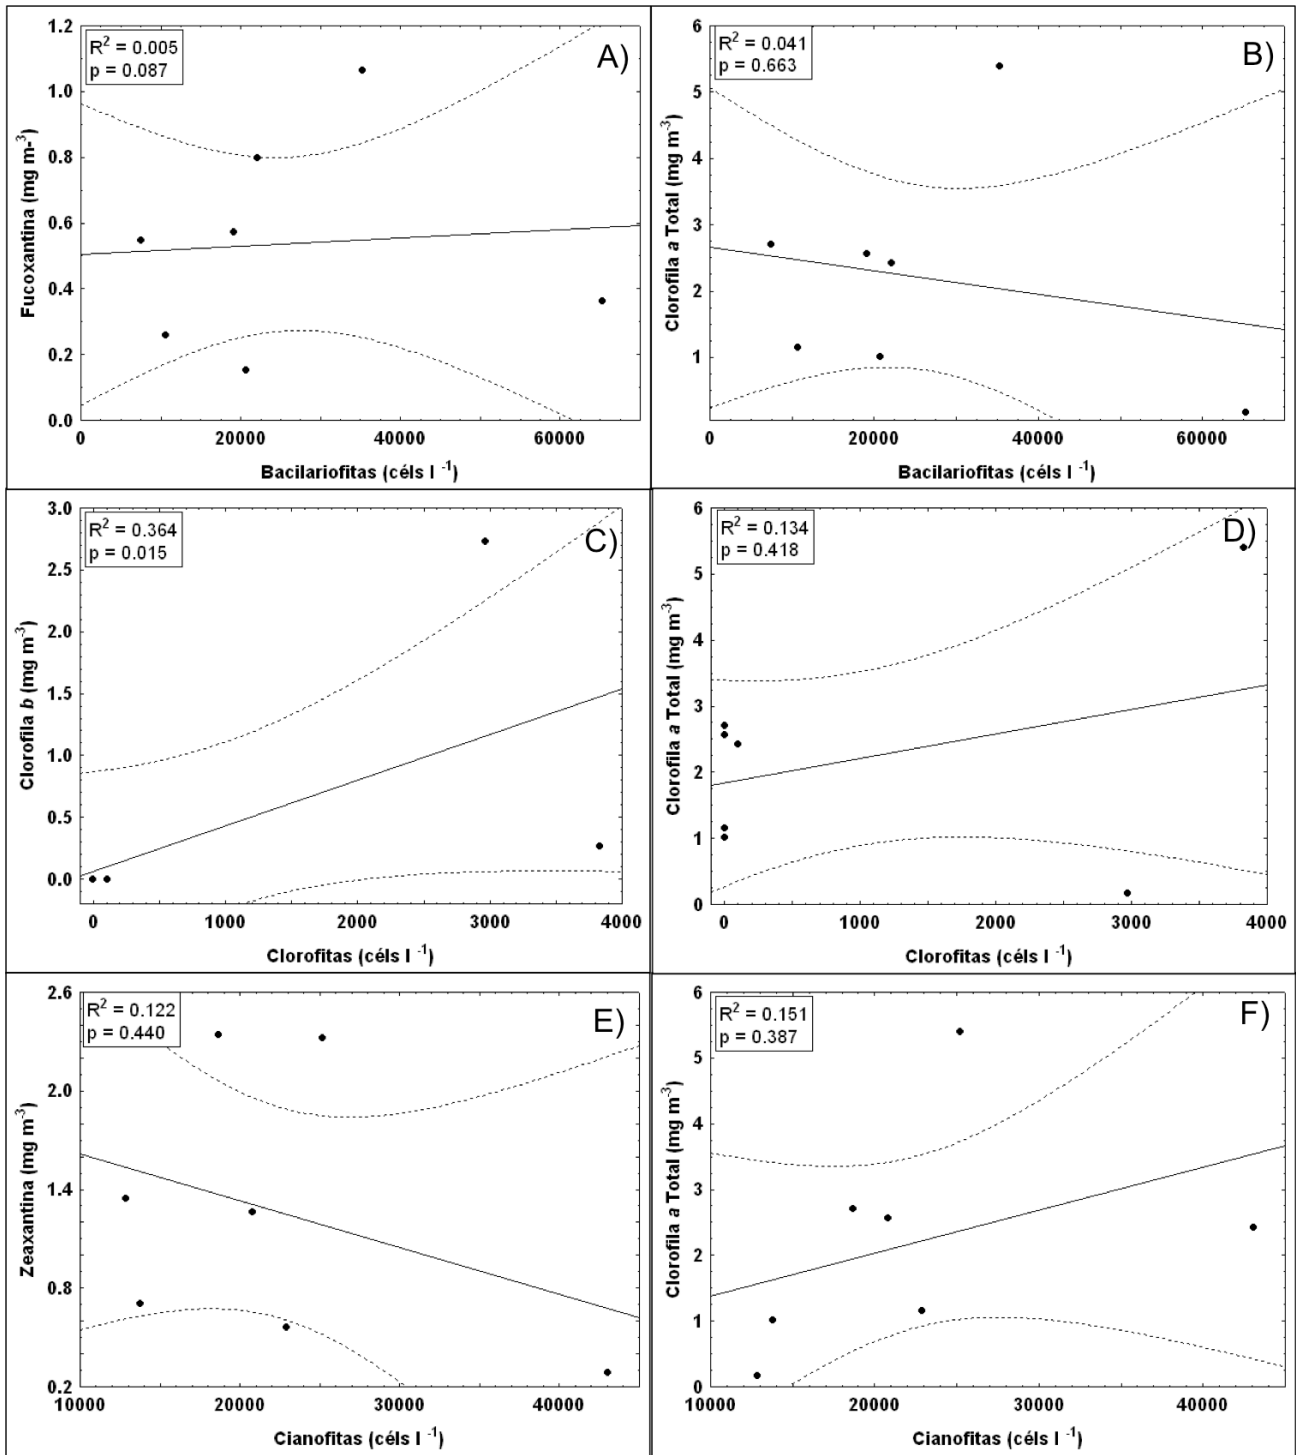 R² = 0.005
p = 0.087
A)
Fucoxantina (mg m-³)
1.2
1.0
0.8
0.6
0.4
0.2
0.0
0 20000 40000 60000
Bacilariofitas (céls l -1)
R² = 0.041
p = 0.663
B)
Clorofila a Total (mg m-3)
6
5
4
3
2
1
0 20000 40000 60000
Bacilariofitas (céls l -1)
R² = 0.364
p = 0.015
C)
Clorofila b (mg m-3)
3.0
2.5
2.0
1.5
1.0
0.5
0.0
0 1000 2000 3000 4000
Clorofitas (céls l -1)
R² = 0.134
p = 0.418
D)
Clorofila a Total (mg m-3)
6
5
4
3
2
1
0
0 1000 2000 3000 4000
Clorofitas (céls l -1)
R² = 0.122
p = 0.440
E)
Zeaxantina (mg m-3)
2.6
2.0
1.4
0.8
0.2
10000 20000 30000 40000
Cianofitas (céls l -1)
R² = 0.151
p = 0.387
F)
Clorofila a Total (mg m-3)
6
5
4
3
2
1
0
10000 20000 30000 40000
Cianofitas (céls l -1)